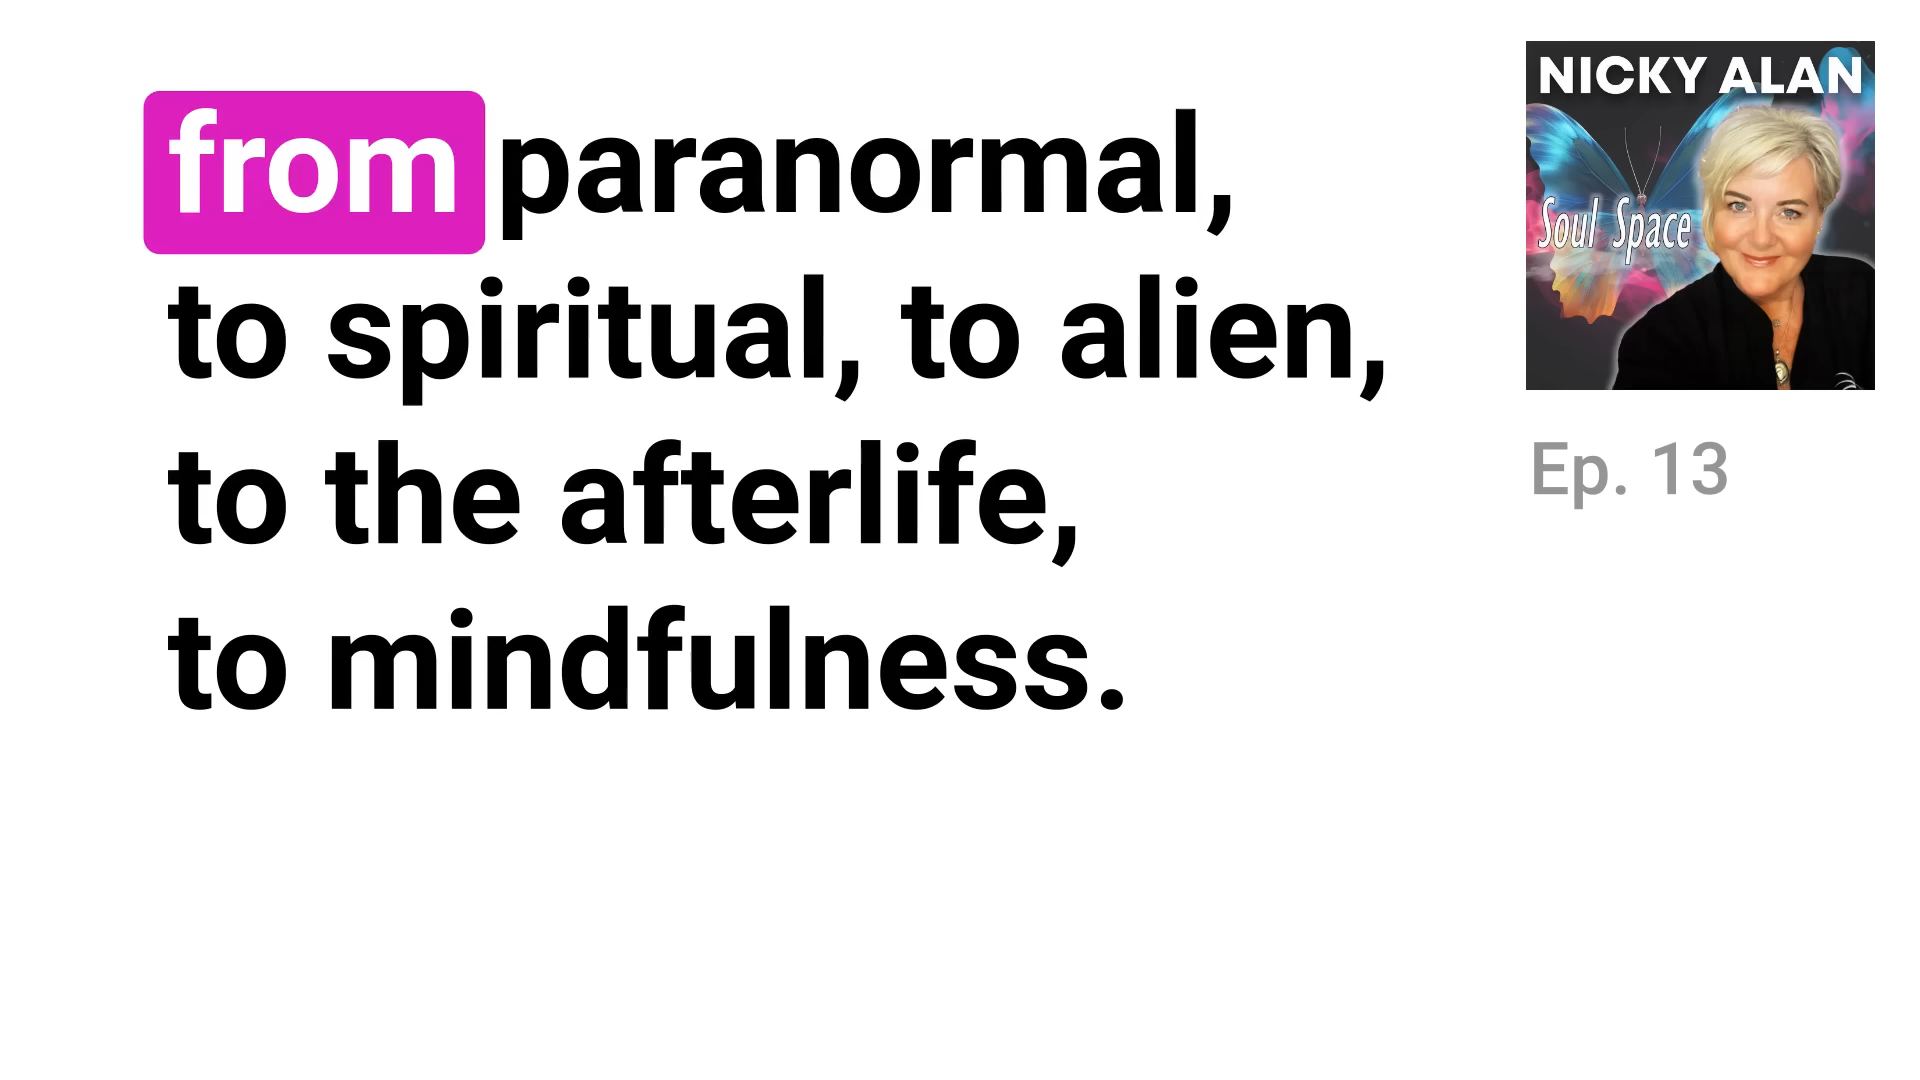 from paranormal,
to spiritual, to alien,
to the afterlife,
to mindfulness.
NICKY ALAN
Soul Space
Ep. 13